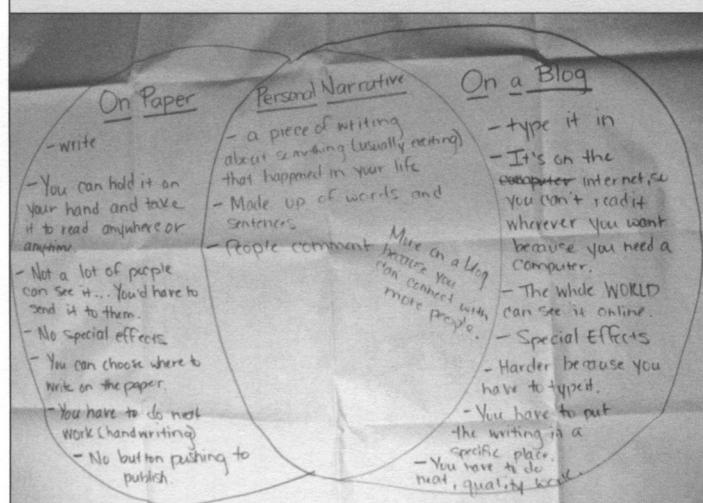 On Paper
- write
- You can hold it on
your hand and take
it to read anywhere or
anytime.
- Not a lot of people
can see it... You'd have to
send it to them.
- No special effects
- You can choose where to
write on the paper.
- You have to do neat
work (handwriting)
- No button pushing to
publish.
Personal Narrative
- a piece of writing
about something (usually exciting)
that happened in your life
- Made up of words and
sentences
- People comment
More on a blog
because you
can connect with
more people.
On a Blog
- type it in
- It's on the
computer internet, so
you can't read it
wherever you want
because you need a
computer.
- The whole WORLD
can see it online.
- Special Effects
- Harder because you
have to type it.
- You have to put
the writing in a
specific place.
- You have to do
neat, quality work.